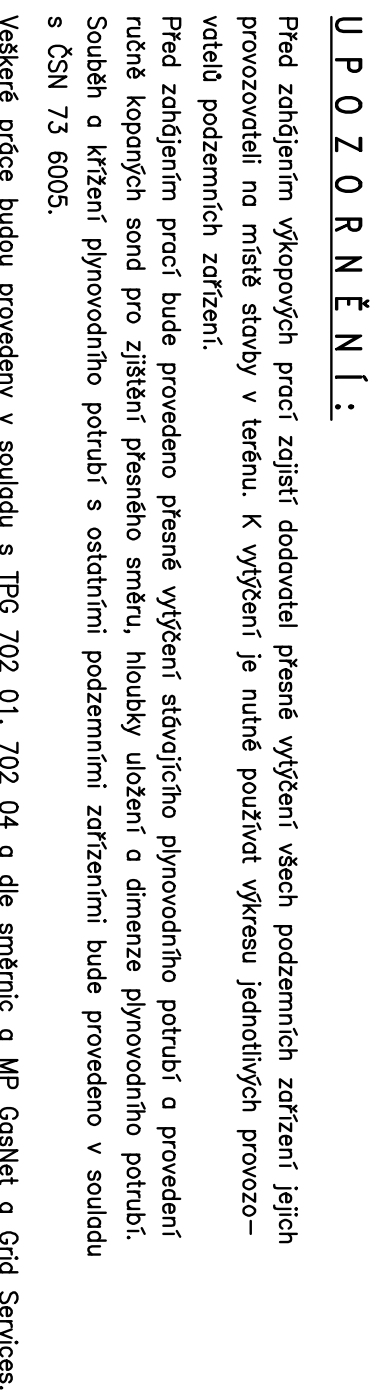 U P O Z O R N Ě N Í :
Před zahájením výkopových prací zajistí dodavatel přesné vytýčení všech podzemních zařízení jejich
provozovateli na místě stavby v terénu. K vytýčení je nutné používat výkresu jednotlivých provozo–
vatelů podzemních zařízení.
Před zahájením prací bude provedeno přesné vytýčení stávajícího plynovodního potrubí a provedení
ručně kopaných sond pro zjištění přesného směru, hloubky uložení a dimenze plynovodního potrubí.
Souběh a křížení plynovodního potrubí s ostatními podzemními zařízeními bude provedeno v souladu
s ČSN 73 6005.
Veškeré práce budou provedeny v souladu s TPG 702 01, 702 04 a dle směrnic a MP GasNet a Grid Services.